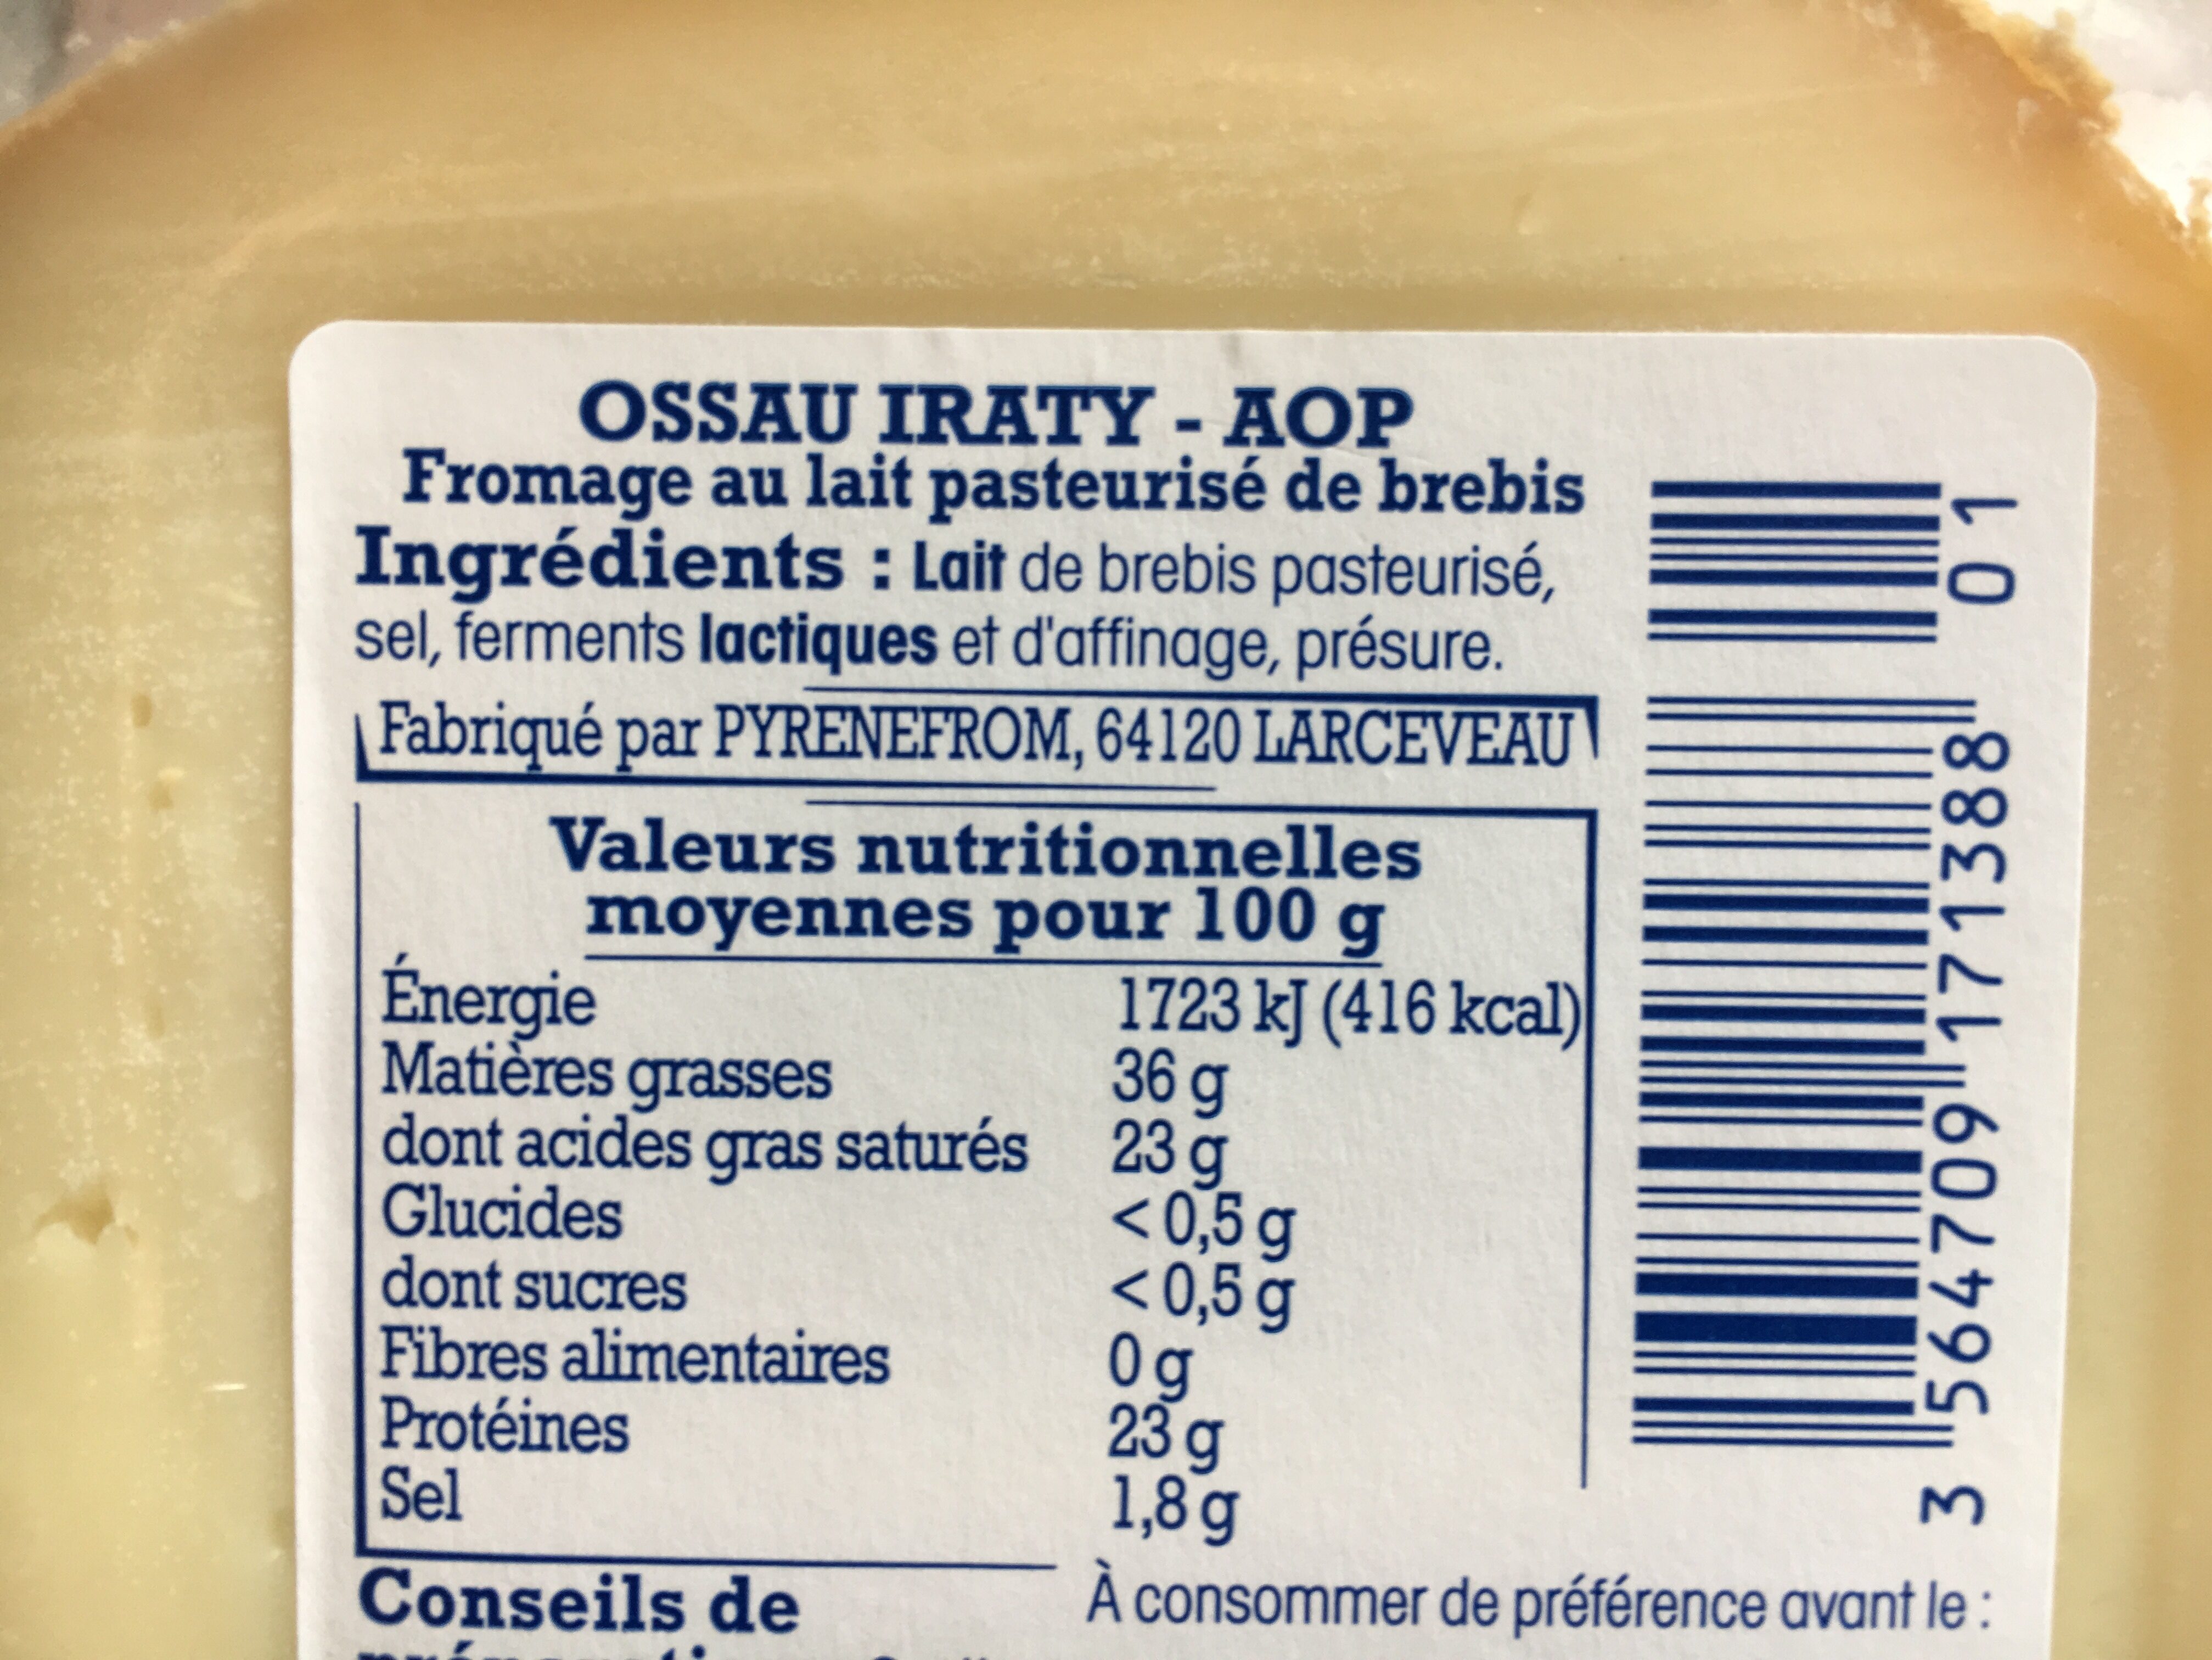 OSSAU IRATY - AOP
Fromage au lait pasteurisé de brebis
Ingrédients : Lait de brebis pasteurisé,
sel, ferments lactiques et d'affinage, présure.
Fabriqué par PYRENEFROM, 64120 LARCEVEAU
Valeurs nutritionnelles
moyennes pour 100 g
Énergie 1723 kJ (416 kcal)
Matières grasses 36 g
dont acides gras saturés 23 g
Glucides < 0,5 g
dont sucres < 0,5 g
Fibres alimentaires 0 g
Protéines 23 g
Sel 1,8 g
Conseils de
À consommer de préférence avant le :
3 564709 171388
01